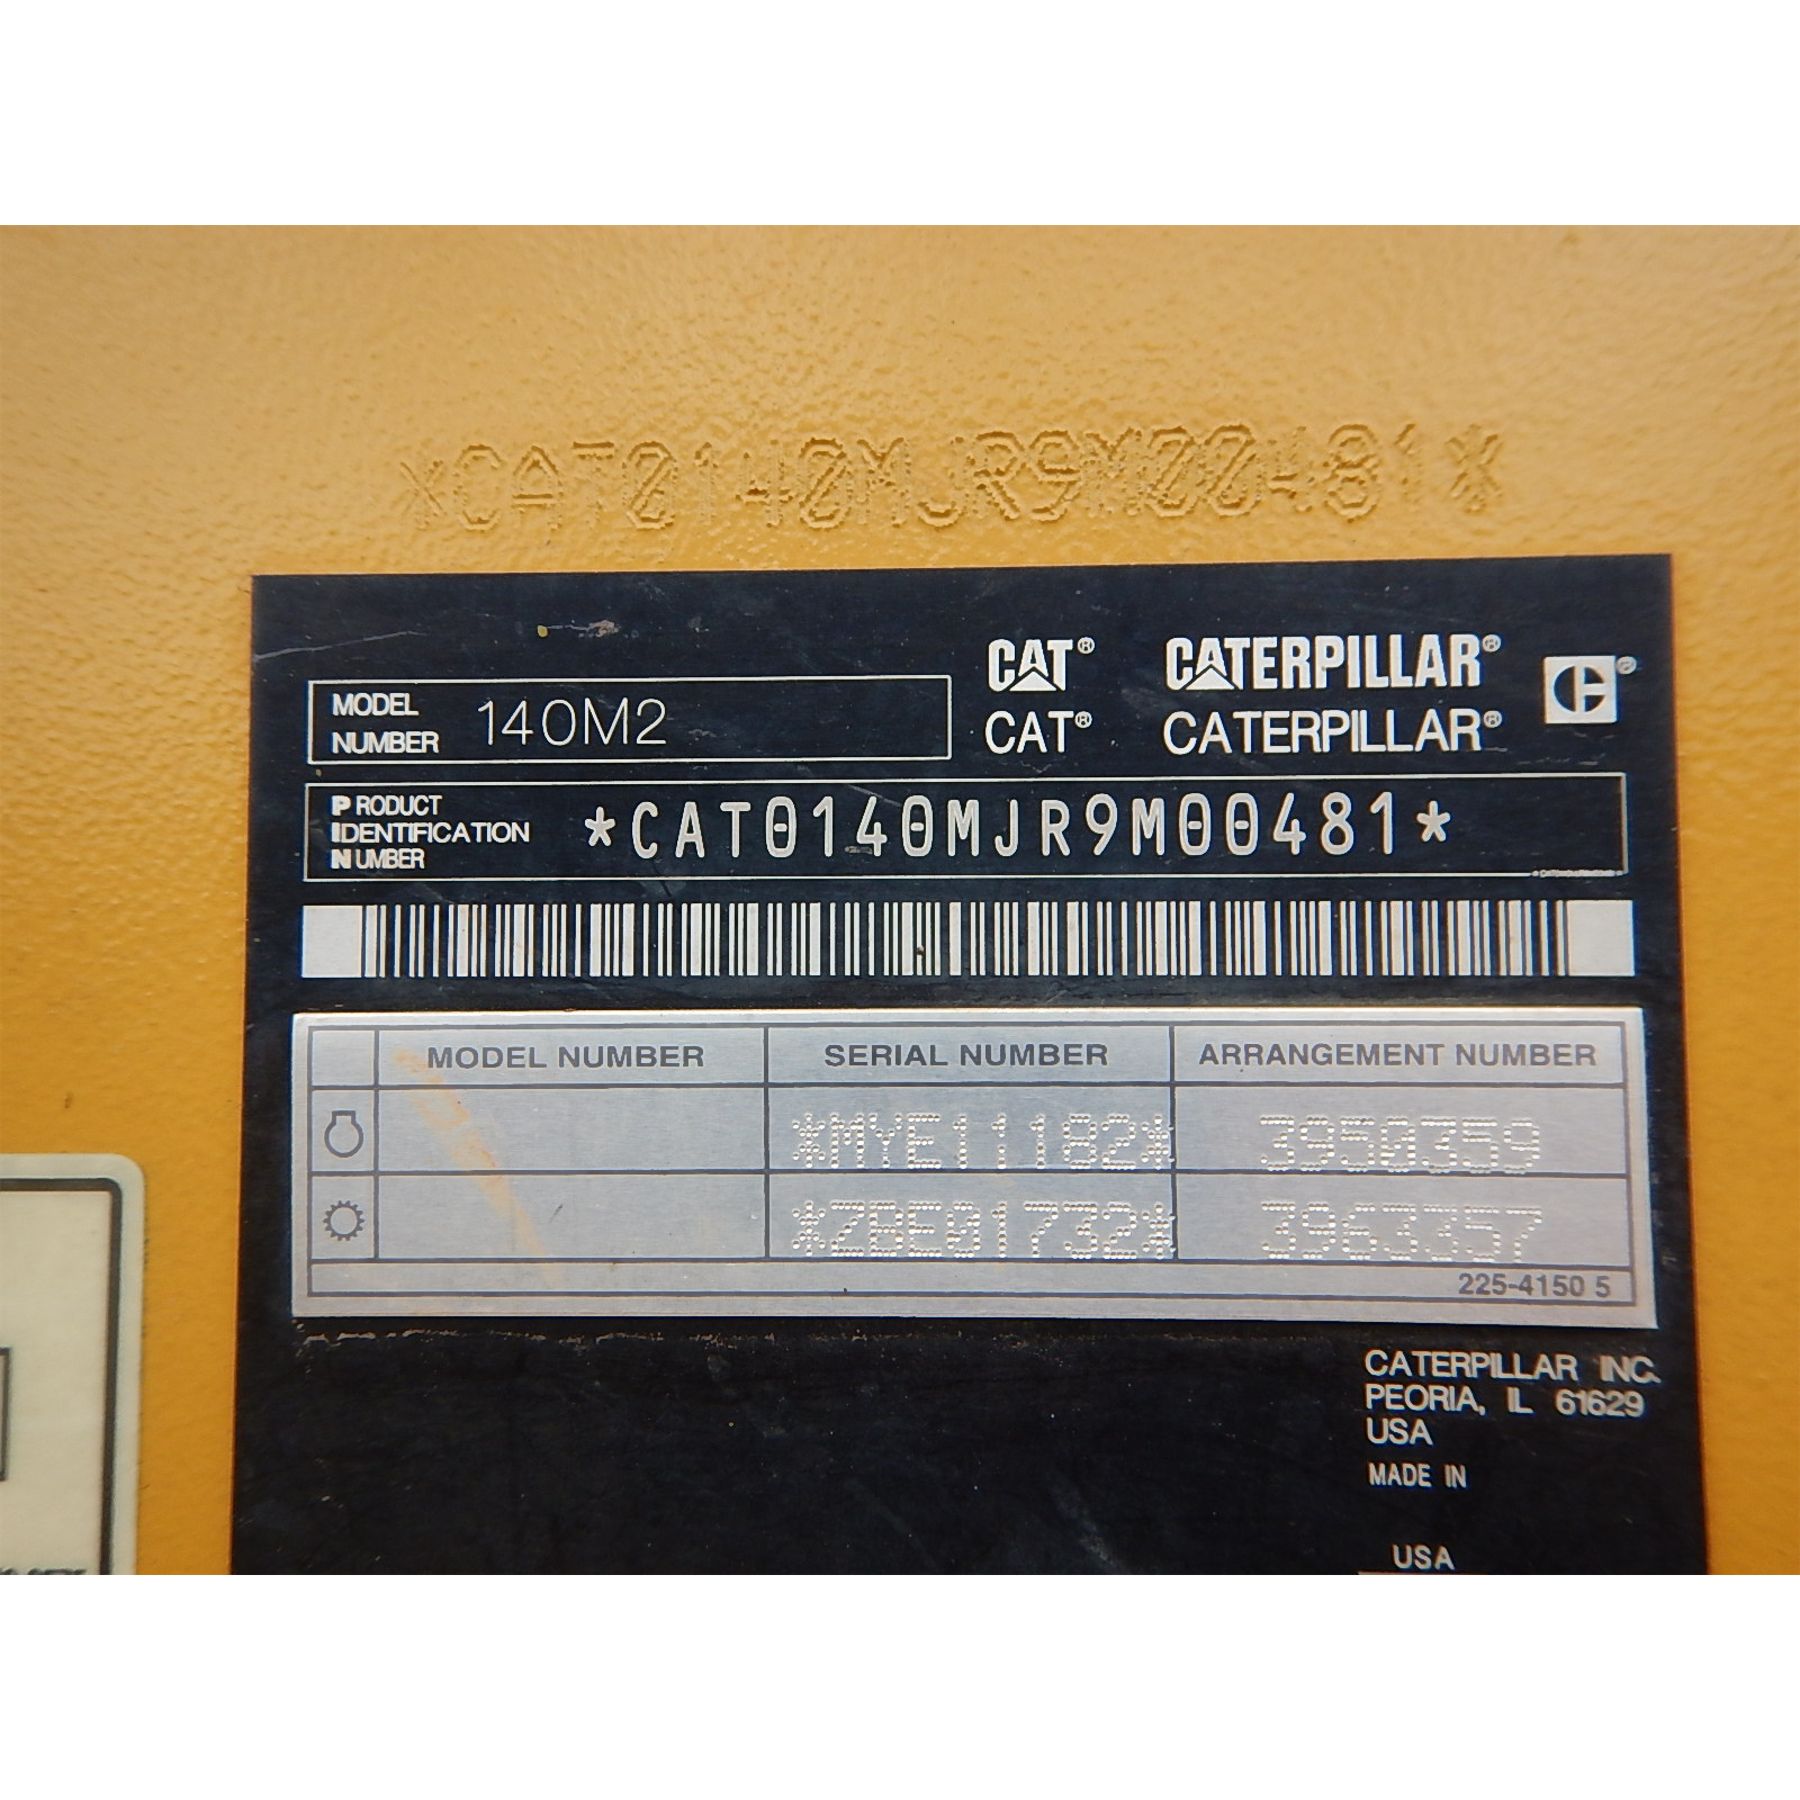 *CAT0140MJR9M00481*
CAT® CATERPILLAR®
CAT® CATERPILLAR®
MODEL
NUMBER 140M2
PRODUCT
IDENTIFICATION
NUMBER *CAT0140MJR9M00481*
MODEL NUMBER SERIAL NUMBER ARRANGEMENT NUMBER
*MYE11182* 3950359
*ZBE01732* 3963357
225-4150 5
CATERPILLAR INC.
PEORIA, IL 61629
USA
MADE IN
USA